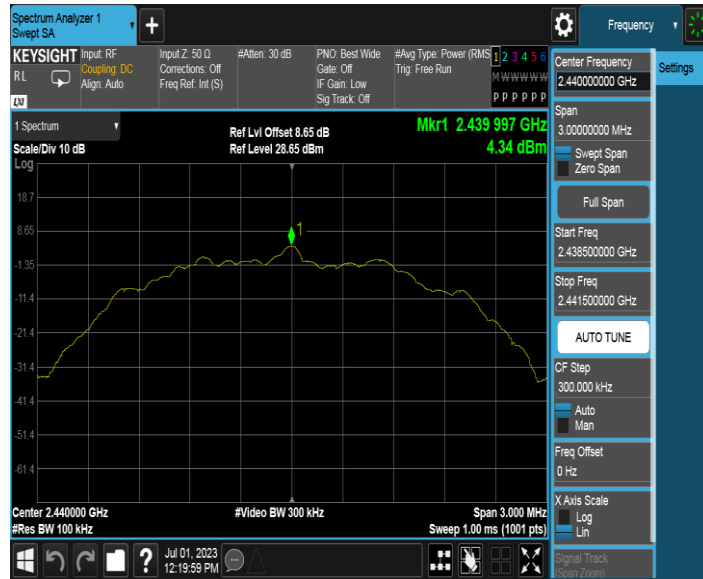 Spectrum Analyzer 1
Swept SA
+
Frequency
KEYSIGHT
RL
LXI
Input: RF
Coupling: DC
Align: Auto
Input Z: 50 Ω
Corrections: Off
Freq Ref: Int (S)
#Atten: 30 dB
PNO: Best Wide
Gate: Off
IF Gain: Low
Sig Track: Off
#Avg Type: Power (RMS
Trig: Free Run
1 2 3 4 5 6
M W W W W W
P P P P P P
1 Spectrum
Scale/Div 10 dB
Log
Ref Lvl Offset 8.65 dB
Ref Level 28.65 dBm
Mkr1 2.439 997 GHz
4.34 dBm
18.7
8.65
-1.35
-11.4
-21.4
-31.4
-41.4
-51.4
-61.4
1
Center 2.440000 GHz
#Res BW 100 kHz
#Video BW 300 kHz
Span 3.000 MHz
Sweep 1.00 ms (1001 pts)
Jul 01, 2023
12:19:59 PM
?
Settings
Center Frequency
2.440000000 GHz
Span
3.00000000 MHz
Swept Span
Zero Span
Full Span
Start Freq
2.438500000 GHz
Stop Freq
2.441500000 GHz
AUTO TUNE
CF Step
300.000 kHz
Auto
Man
Freq Offset
0 Hz
X Axis Scale
Log
Lin
Signal Track
(Span Zoom)